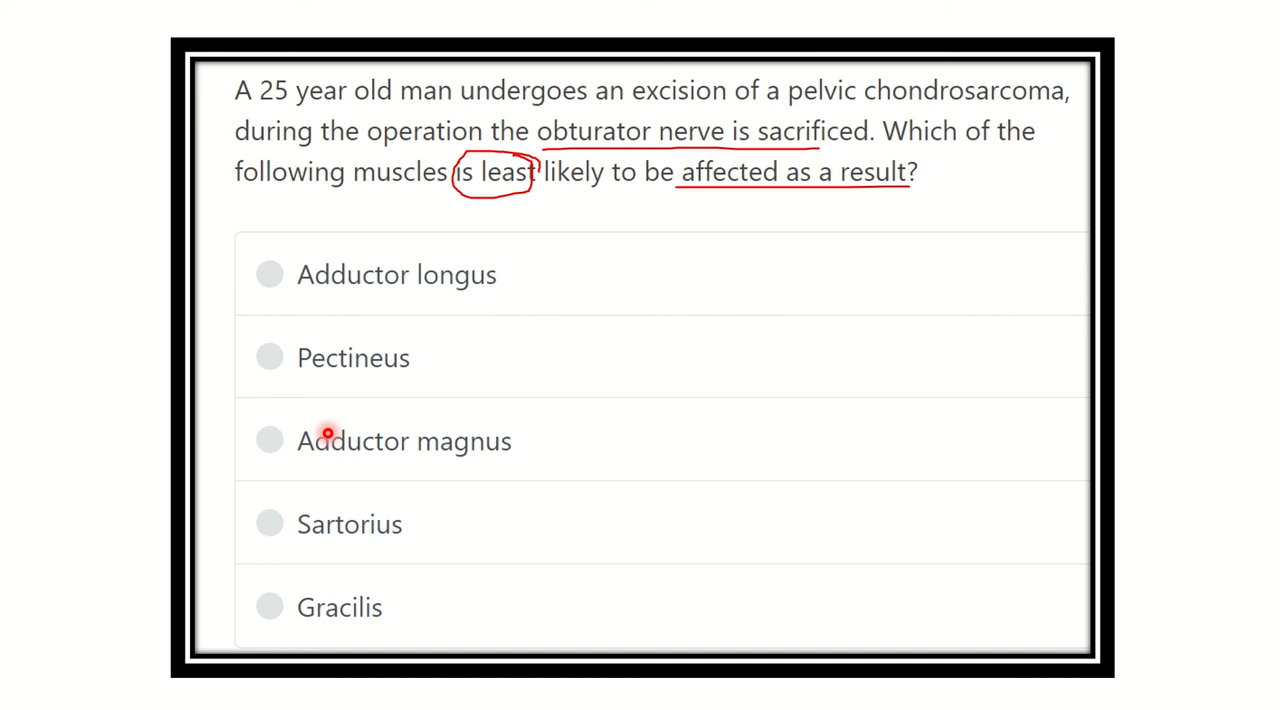 A 25 year old man undergoes an excision of a pelvic chondrosarcoma,
during the operation the obturator nerve is sacrificed. Which of the
following muscles is least likely to be affected as a result?
Adductor longus
Pectineus
Adductor magnus
Sartorius
Gracilis